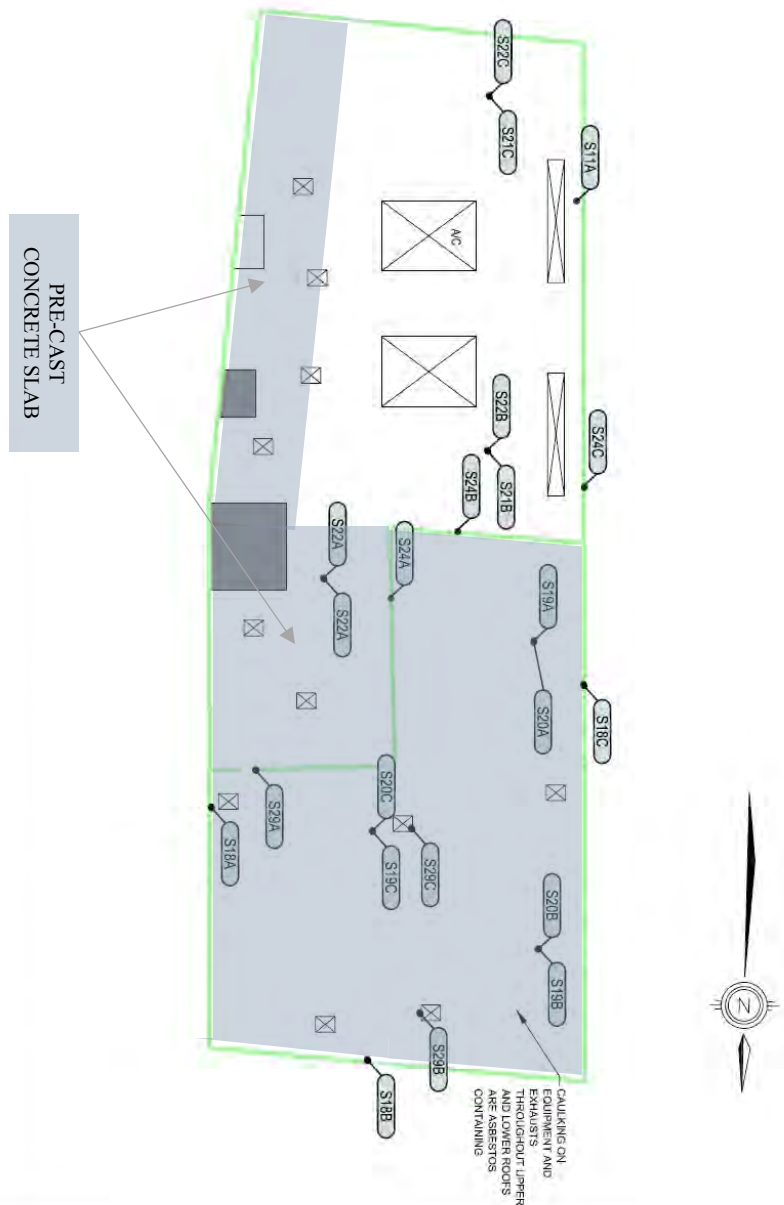 S22C
S21C
S11A
A/C
PRE-CAST
CONCRETE SLAB
S22B
S21B
S24B
S24C
S22A
S22A
S24A
S19A
S20A
S18C
S20C
S19C
S29C
S29A
S18A
S20B
S19B
S29B
S18B
CAULKING ON
EQUIPMENT AND
EXHAUSTS
THROUGHOUT UPPER
AND LOWER ROOFS
ARE ASBESTOS
CONTAINING
N